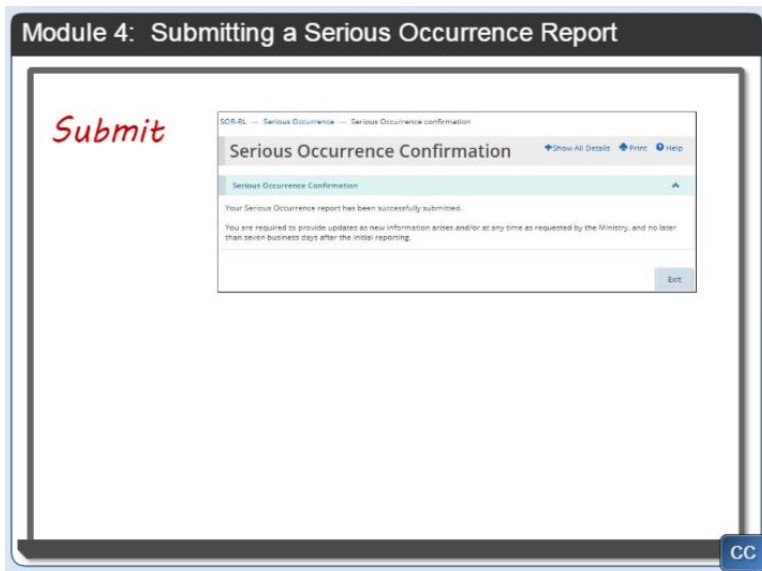 Module 4: Submitting a Serious Occurrence Report
Submit
SOR-RL — Serious Occurrence — Serious Occurrence confirmation
Serious Occurrence Confirmation
Show All Details Print Help
Serious Occurrence Confirmation
Your Serious Occurrence report has been successfully submitted.
You are required to provide updates as new information arises and/or at any time as requested by the Ministry, and no later
than seven business days after the initial reporting.
Exit
CC